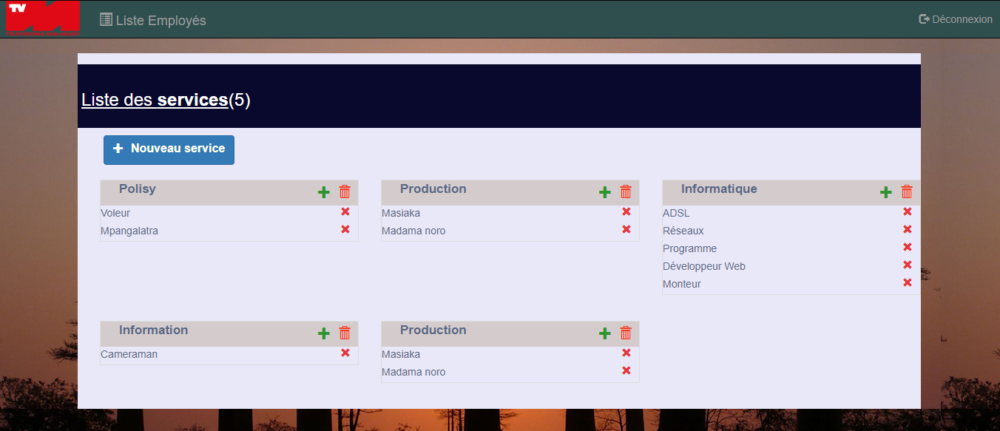 TV
Liste Employés
Déconnexion
Liste des services(5)
Nouveau service
Polisy
Voleur
Mpangalatra
Production
Masiaka
Madama noro
Informatique
ADSL
Réseaux
Programme
Développeur Web
Monteur
Information
Cameraman
Production
Masiaka
Madama noro